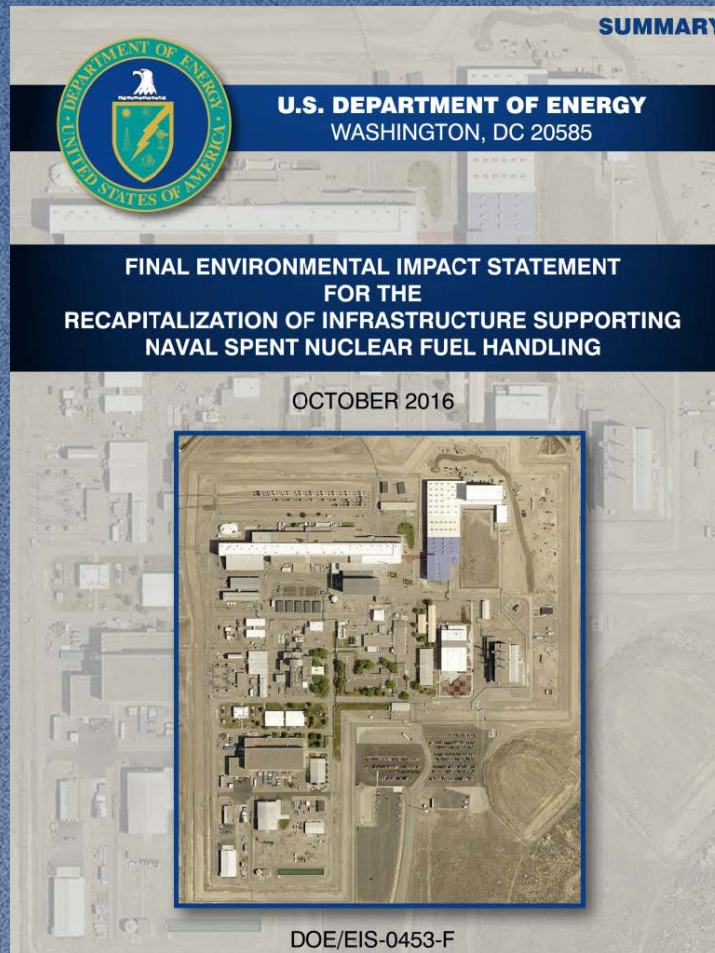 SUMMARY
DEPARTMENT OF ENERGY
UNITED STATES OF AMERICA
U.S. DEPARTMENT OF ENERGY
WASHINGTON, DC 20585
FINAL ENVIRONMENTAL IMPACT STATEMENT
FOR THE
RECAPITALIZATION OF INFRASTRUCTURE SUPPORTING
NAVAL SPENT NUCLEAR FUEL HANDLING
OCTOBER 2016
DOE/EIS-0453-F